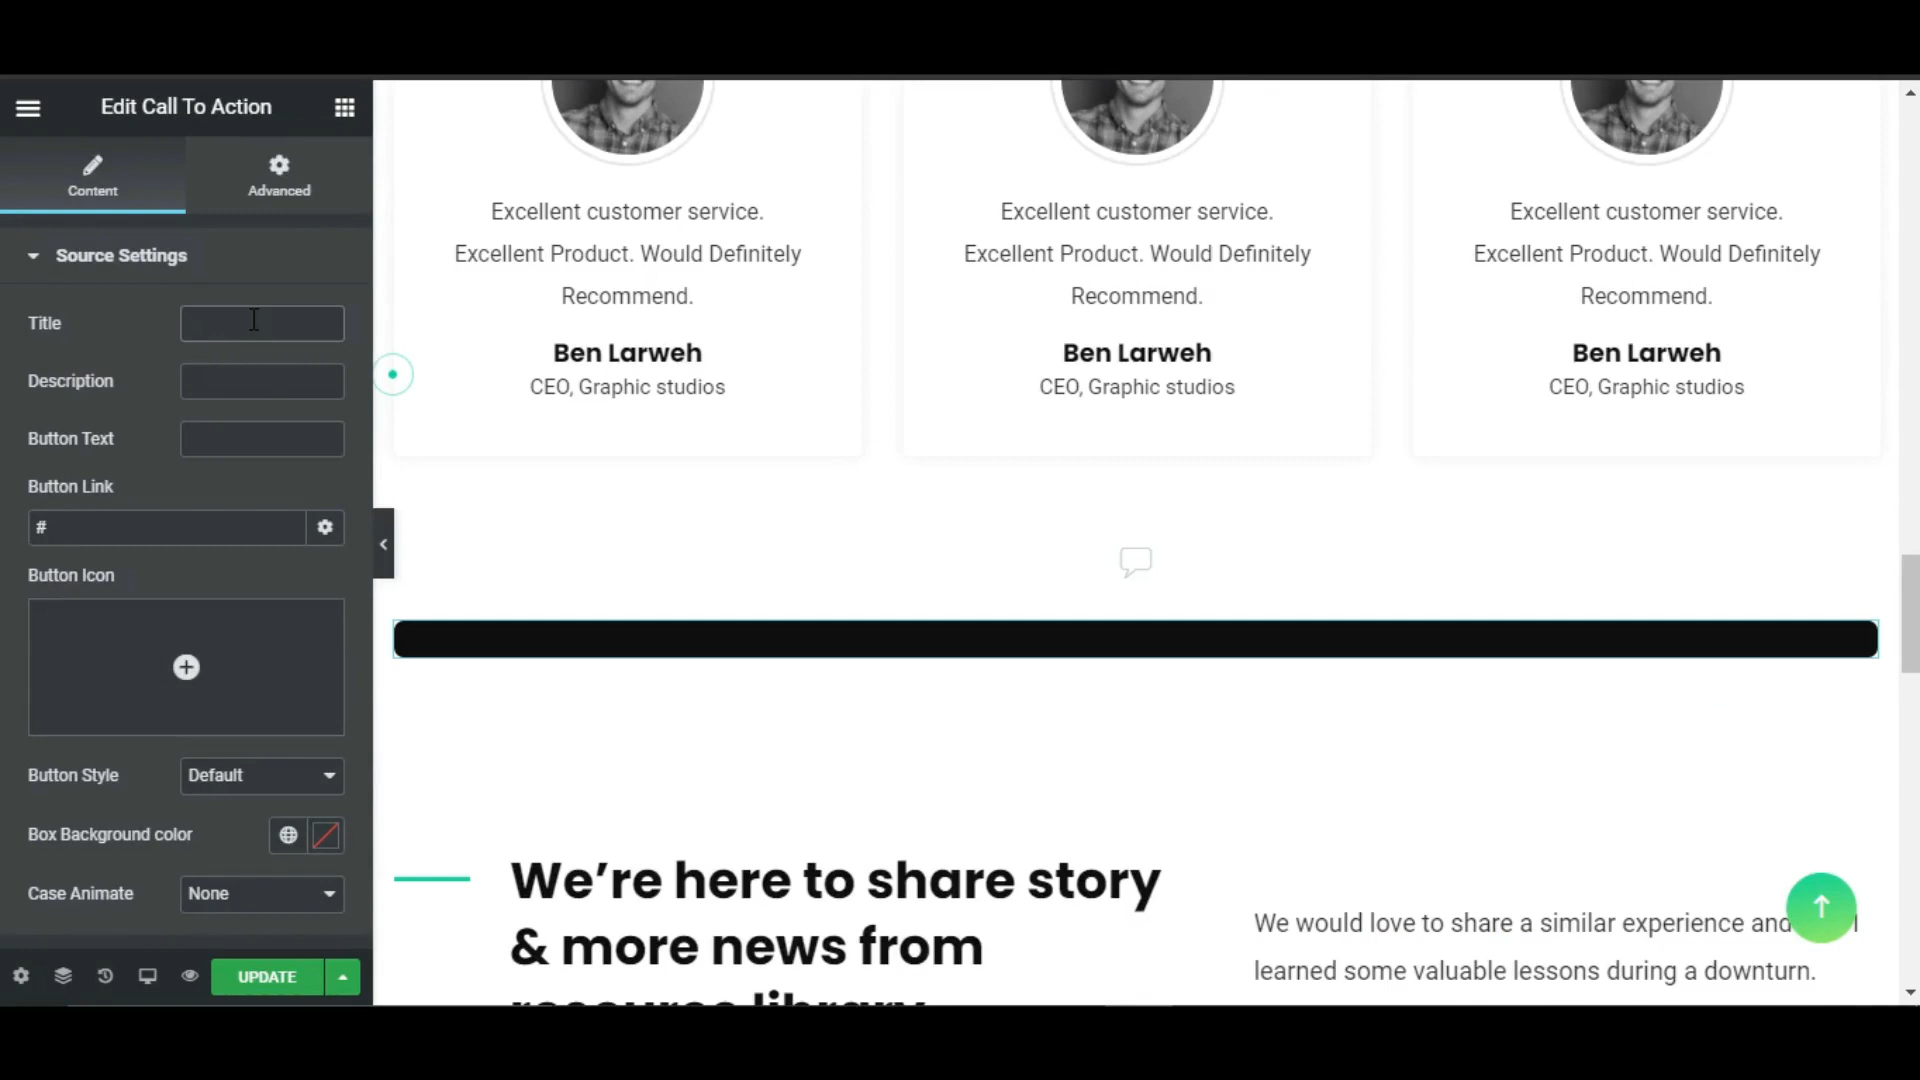 Edit Call To Action
Content
Advanced
Source Settings
Title
Description
Button Text
Button Link
#
Button Icon
Button Style
Default
Box Background color
Case Animate
None
UPDATE
Excellent customer service.
Excellent Product. Would Definitely
Recommend.
Ben Larweh
CEO, Graphic studios
Excellent customer service.
Excellent Product. Would Definitely
Recommend.
Ben Larweh
CEO, Graphic studios
Excellent customer service.
Excellent Product. Would Definitely
Recommend.
Ben Larweh
CEO, Graphic studios
We’re here to share story
& more news from
resource library
We would love to share a similar experience and
learned some valuable lessons during a downturn.